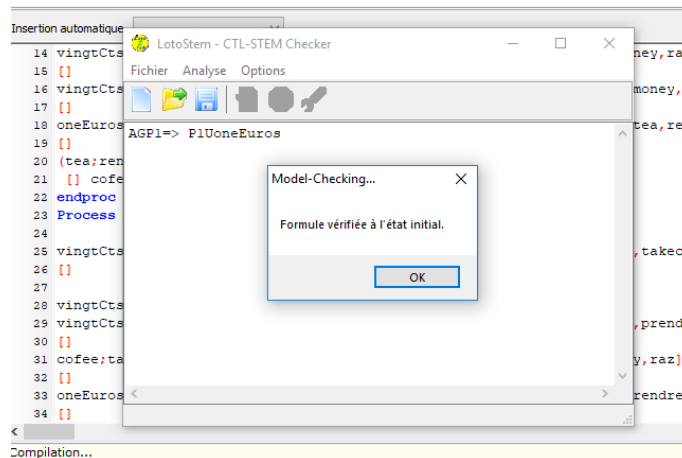 Insertion automatique
LotoStem - CTL-STEM Checker
Fichier Analyse Options
AGP1=> P1UoneEuros
Model-Checking...
Formule vérifiée à l'état initial.
OK
14 vingtCts ney,ra
15 []
16 vingtCts money,
17 []
18 oneEuros tea,re
19 []
20 (tea;ren
21 [] cofe
22 endproc
23 Process
24
25 vingtCts ,takec
26 []
27
28 vingtCts
29 vingtCts ,prend
30 []
31 cofee;ta y,raz]
32 []
33 oneEuros rendre
34 []
Compilation...